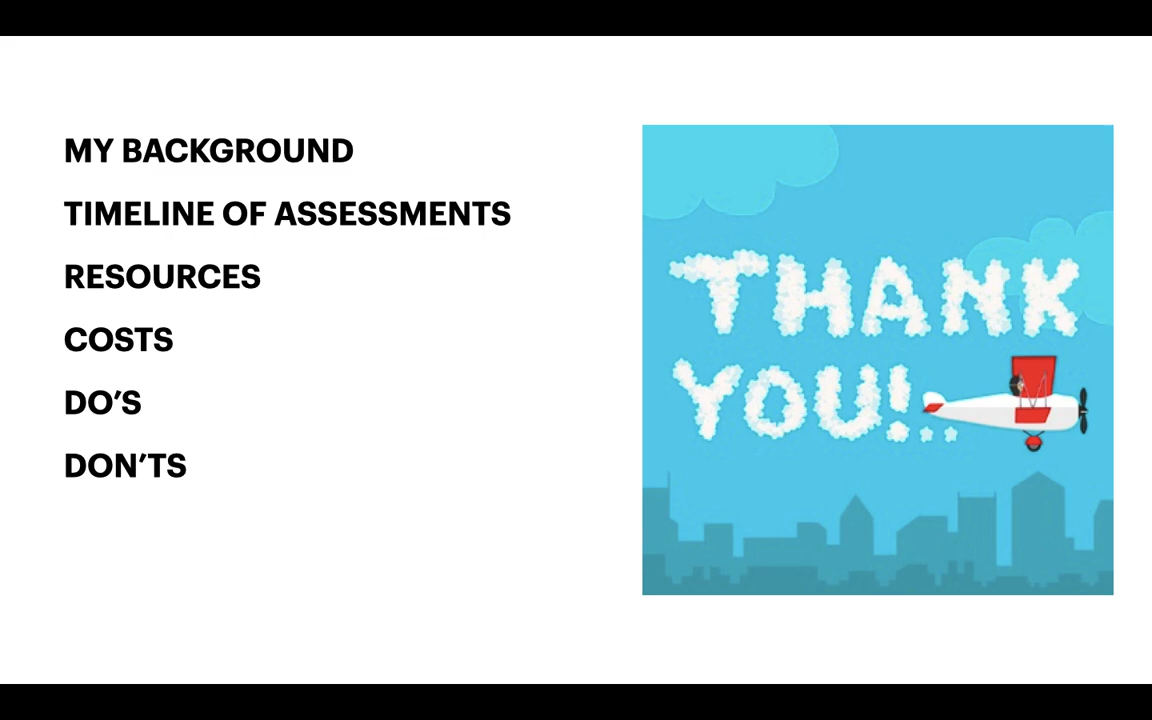 MY BACKGROUND
TIMELINE OF ASSESSMENTS
RESOURCES
COSTS
DO’S
DON’TS
THANK
YOU!